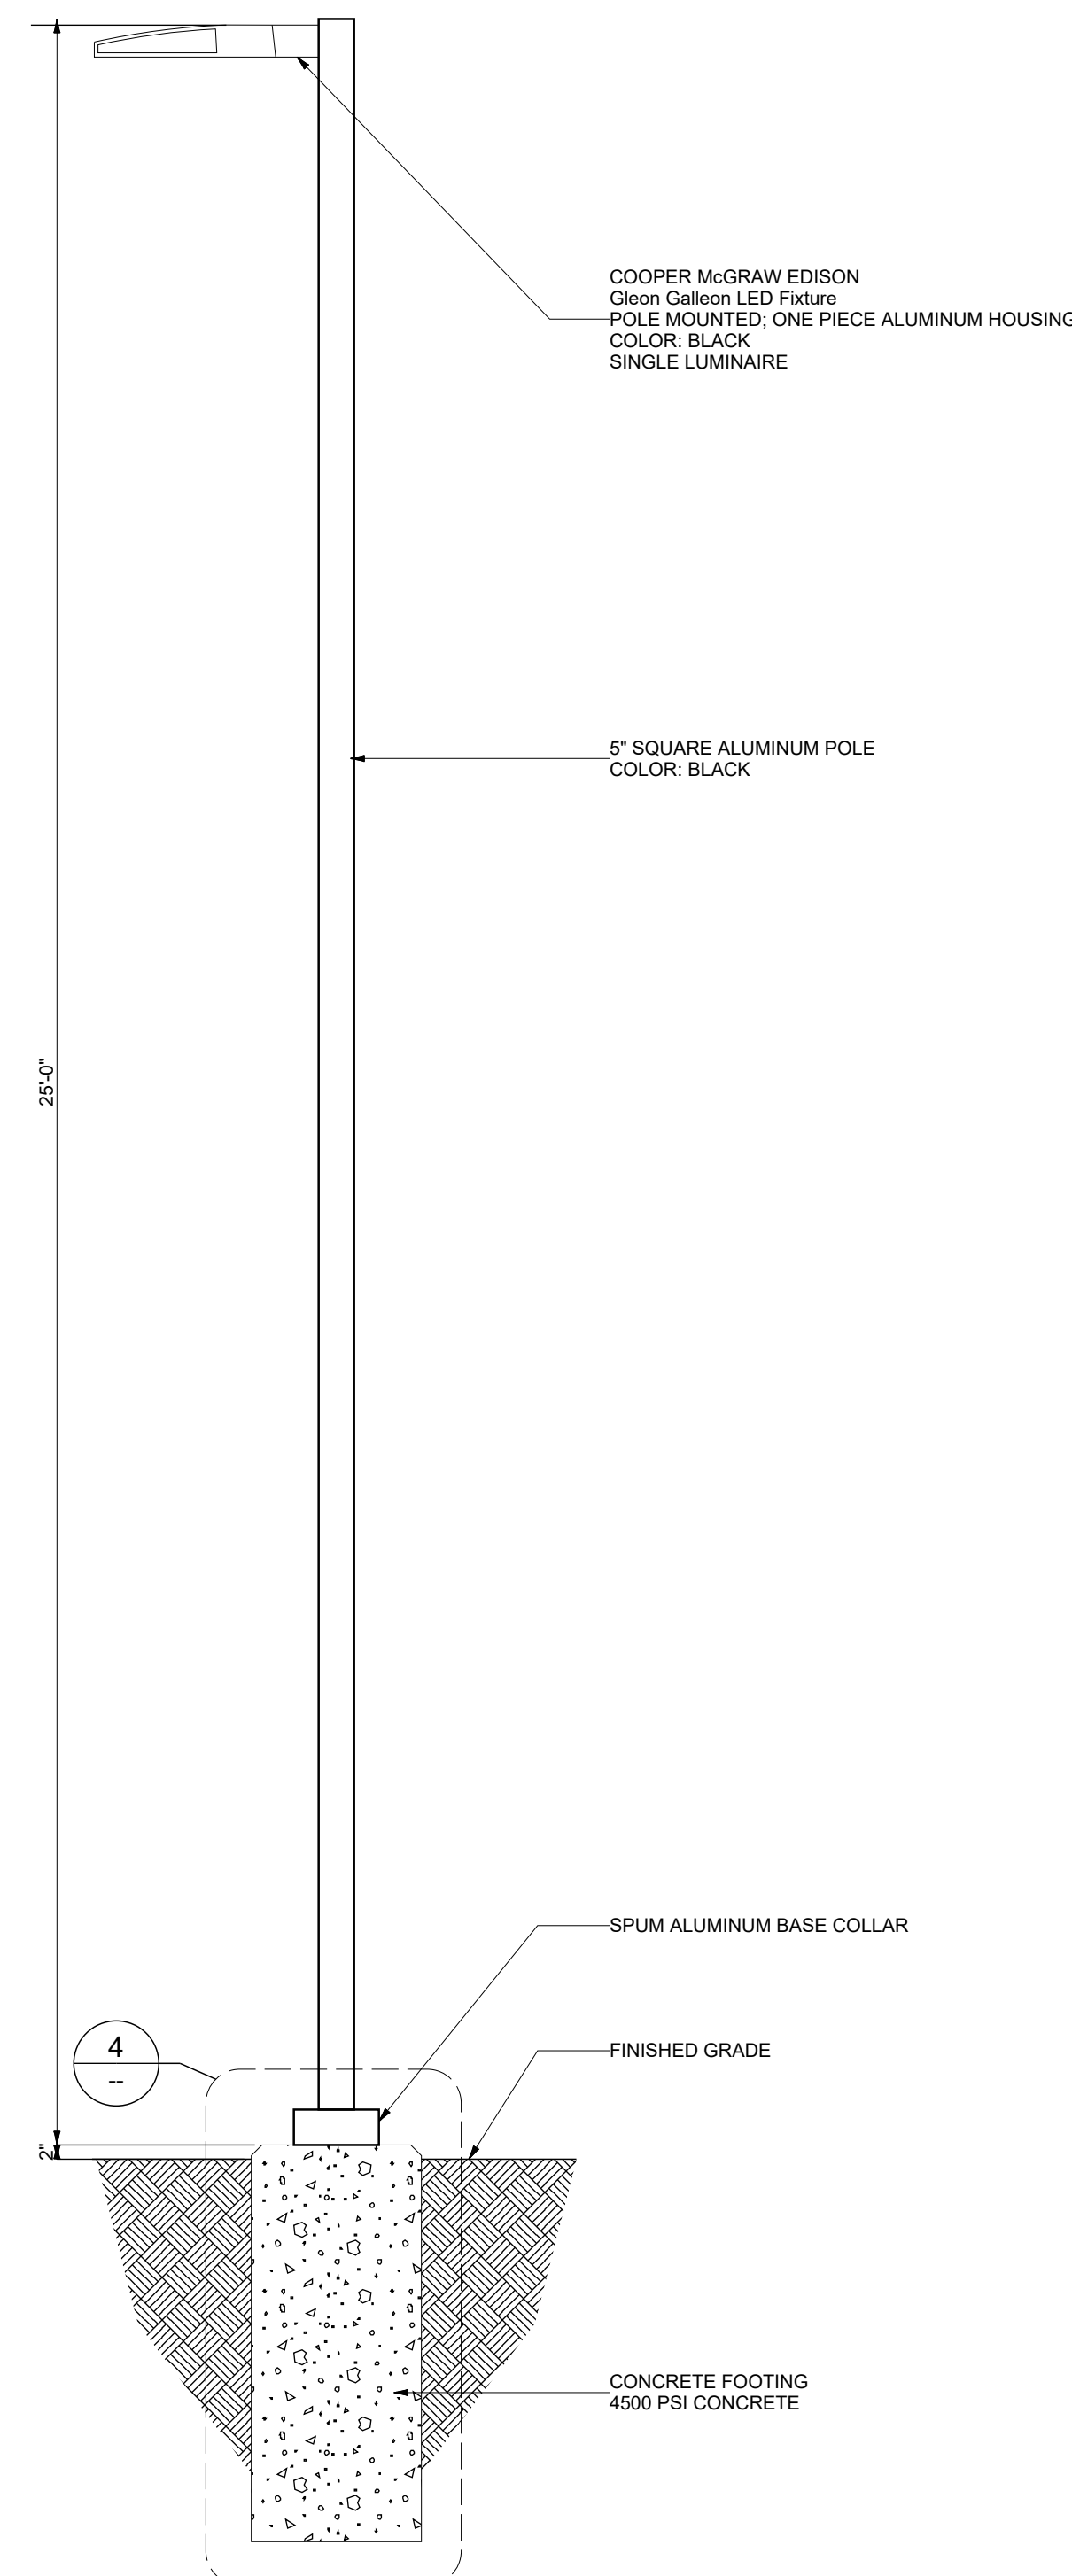 COOPER McGRAW EDISON
Gleon Galleon LED Fixture
POLE MOUNTED; ONE PIECE ALUMINUM HOUSING
COLOR: BLACK
SINGLE LUMINAIRE
5" SQUARE ALUMINUM POLE
COLOR: BLACK
25'-0"
SPUM ALUMINUM BASE COLLAR
4
--
FINISHED GRADE
2"
CONCRETE FOOTING
4500 PSI CONCRETE